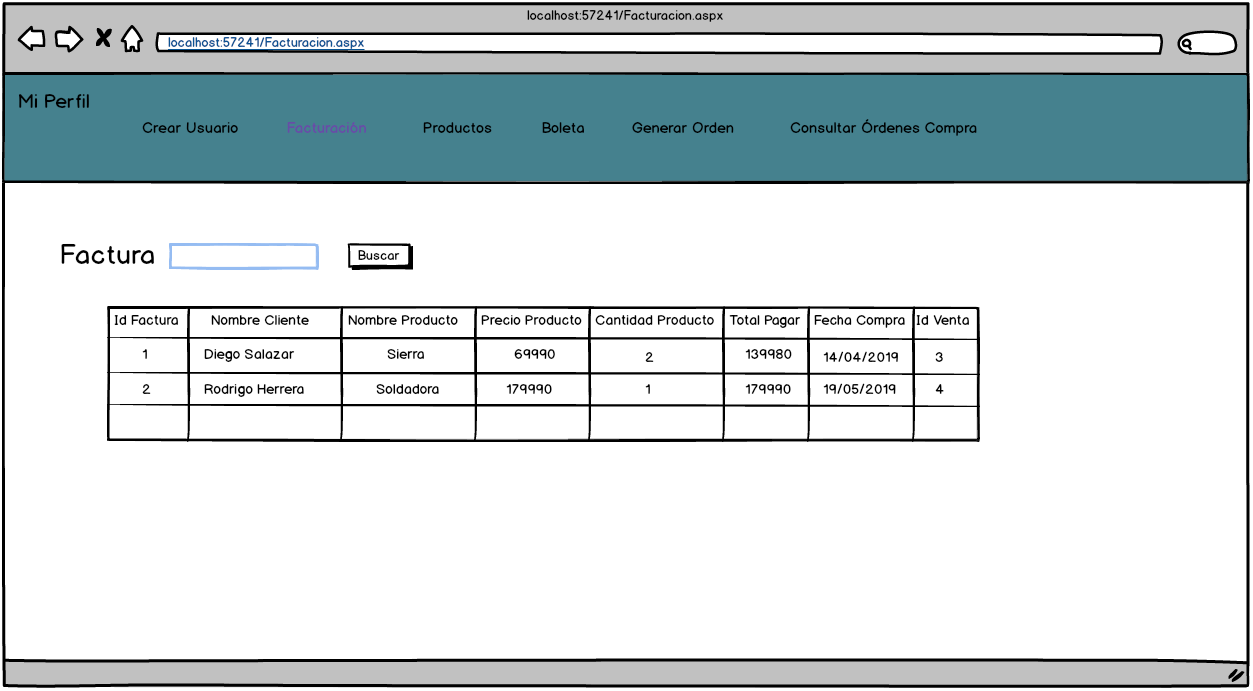 localhost:57241/Facturacion.aspx
localhost:57241/Facturacion.aspx
Mi Perfil
Crear Usuario Facturación Productos Boleta Generar Orden Consultar Órdenes Compra
Factura Buscar
Id Factura Nombre Cliente Nombre Producto Precio Producto Cantidad Producto Total Pagar Fecha Compra Id Venta
1 Diego Salazar Sierra 69990 2 139980 14/04/2019 3
2 Rodrigo Herrera Soldadora 179990 1 179990 19/05/2019 4